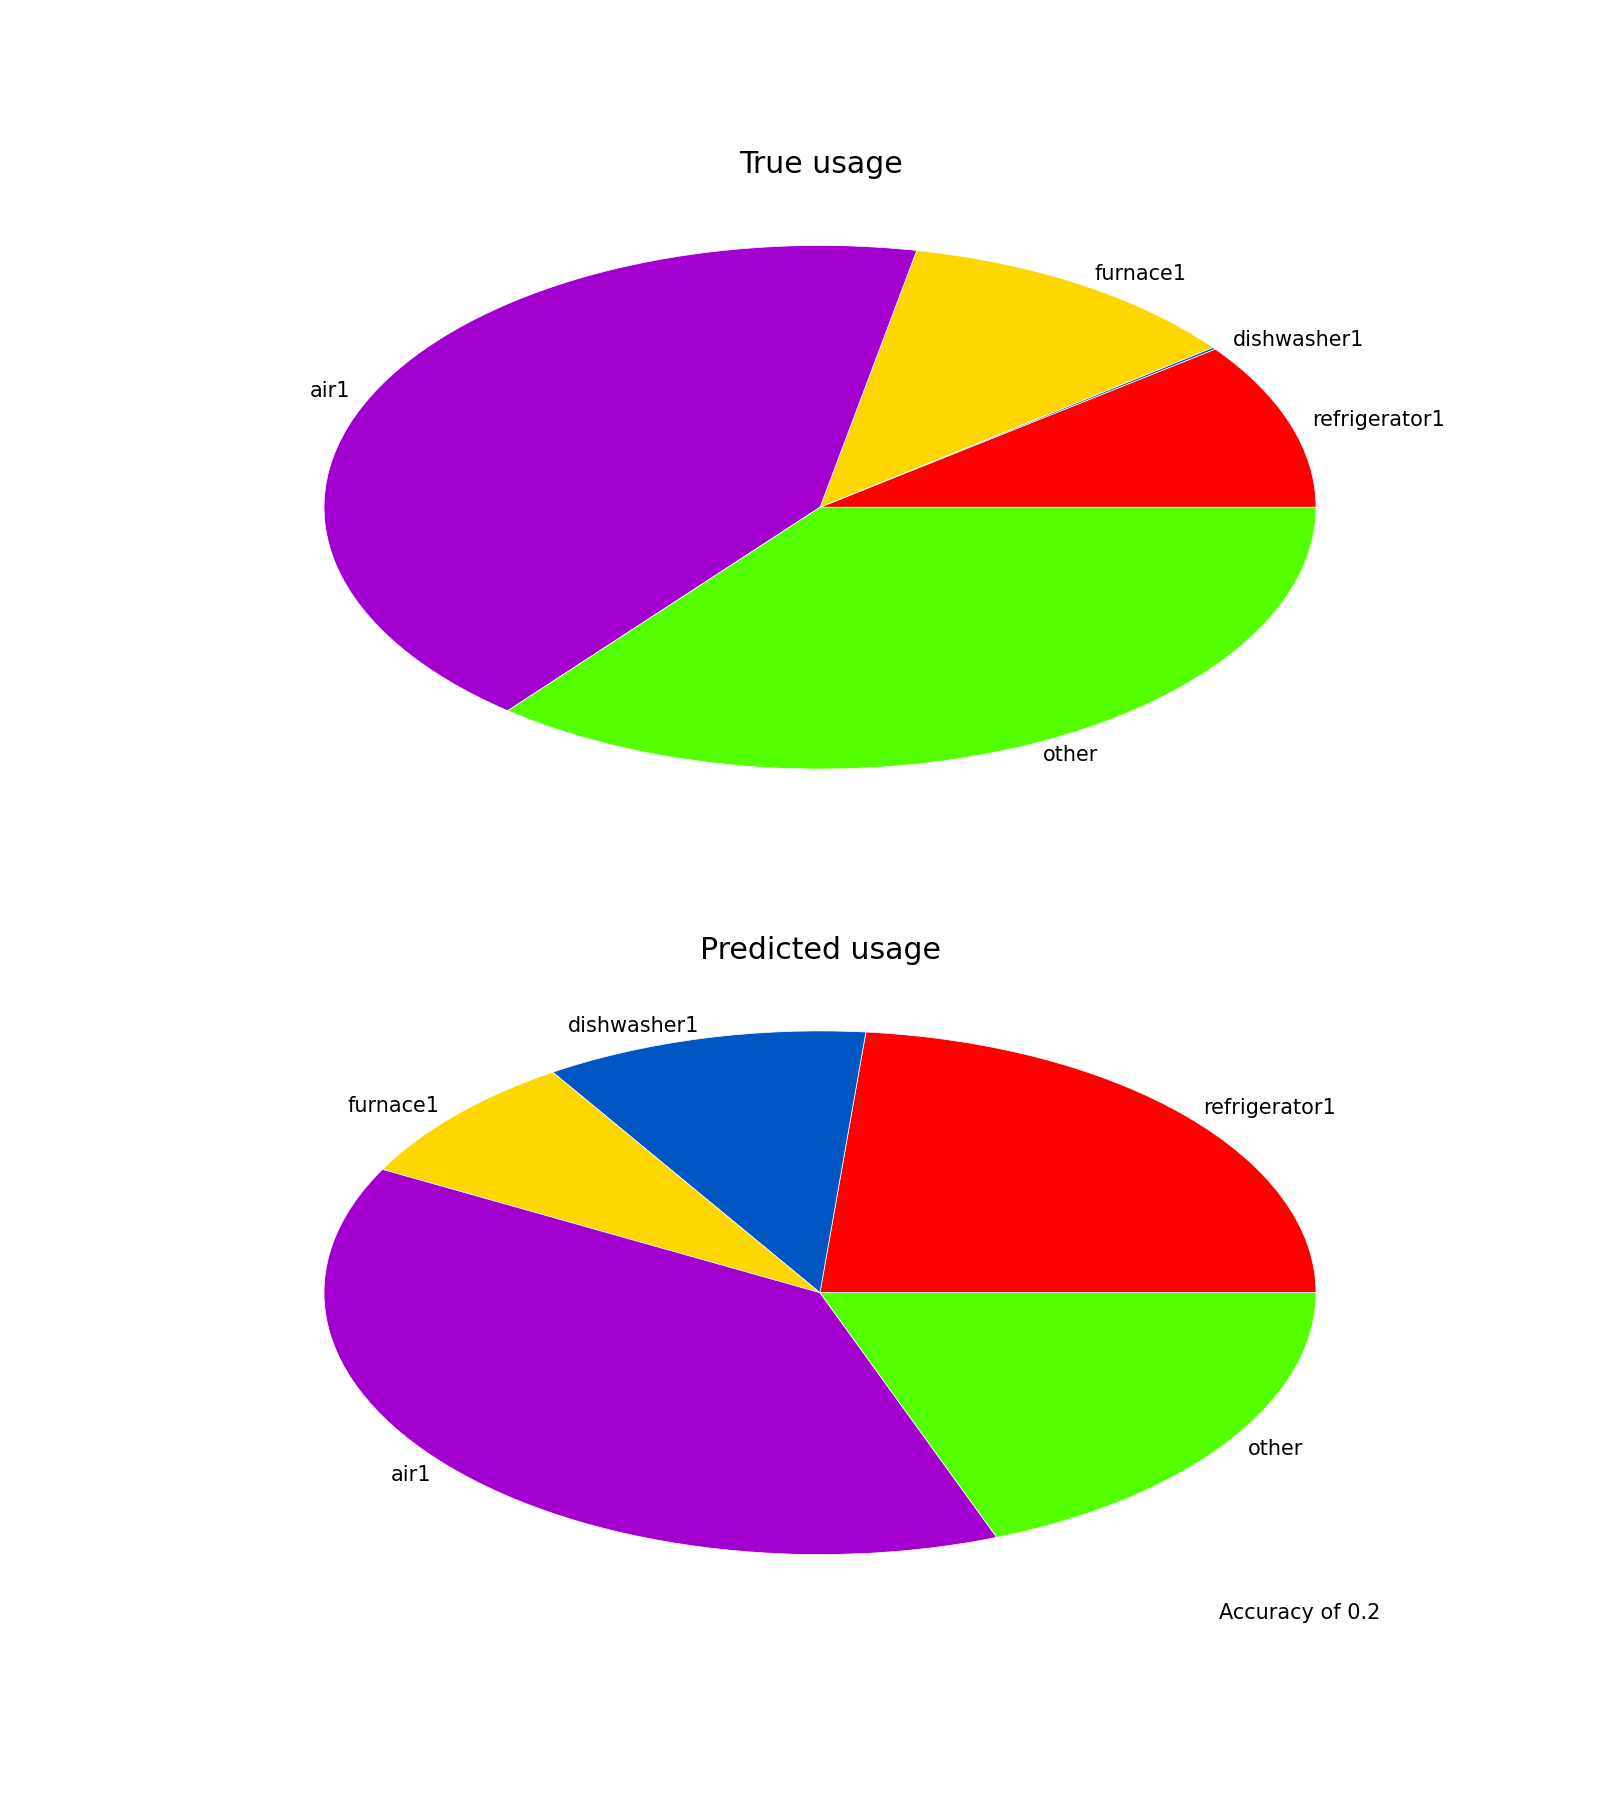 True usage
furnace1
dishwasher1
air1
refrigerator1
other
Predicted usage
dishwasher1
furnace1
refrigerator1
other
air1
Accuracy of 0.2